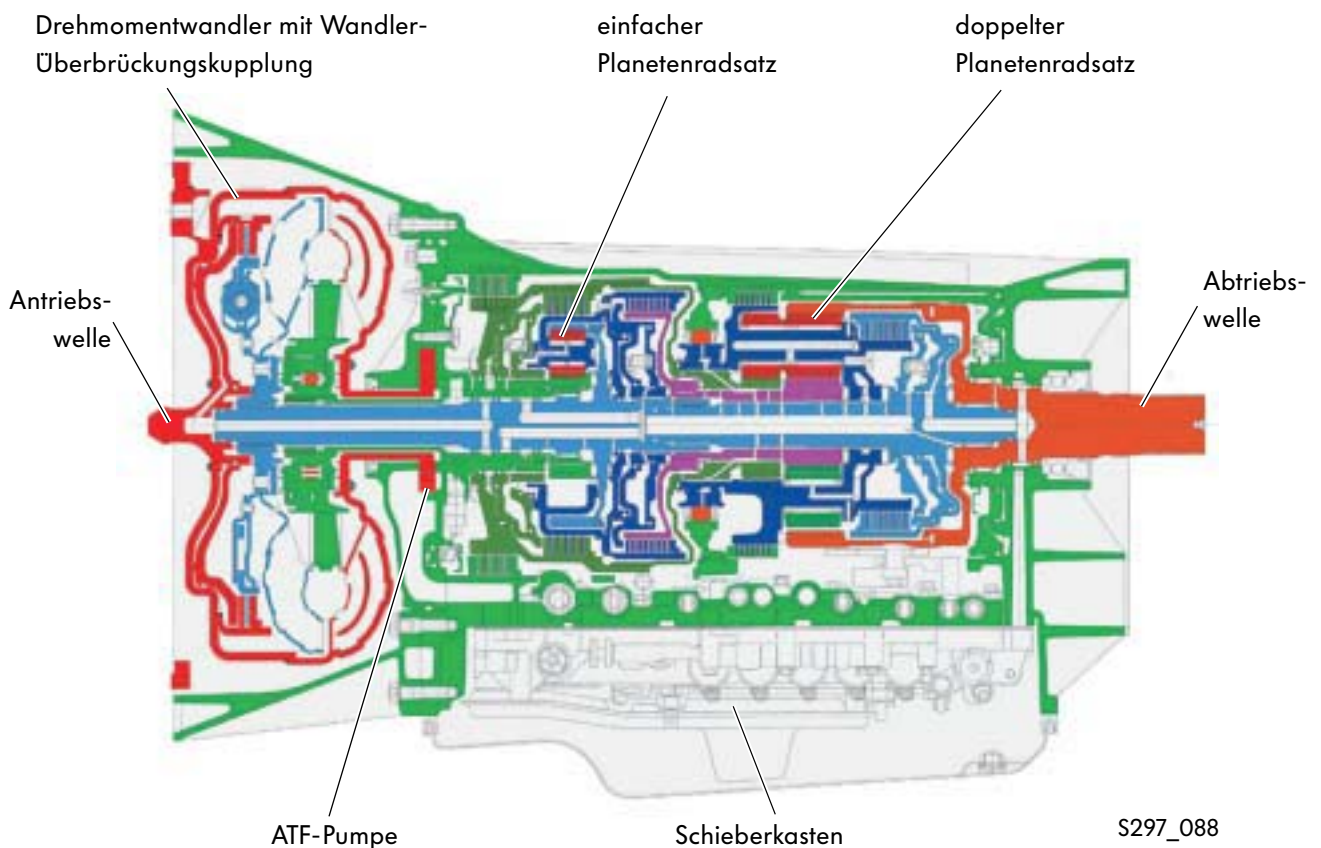 Drehmomentwandler mit Wandler-
Überbrückungskupplung
einfacher
Planetenradsatz
doppelter
Planetenradsatz
Antriebs-
welle
Abtriebs-
welle
ATF-Pumpe
Schieberkasten
S297_088